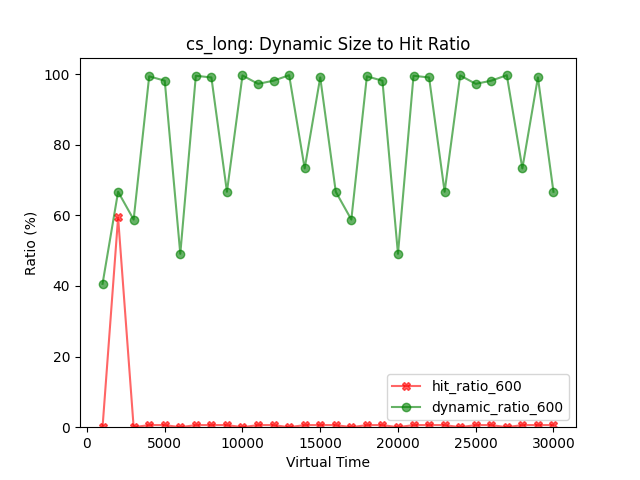 cs_long: Dynamic Size to Hit Ratio
Ratio (%)
100
80
60
40
20
0
hit_ratio_600
dynamic_ratio_600
0 5000 10000 15000 20000 25000 30000
Virtual Time